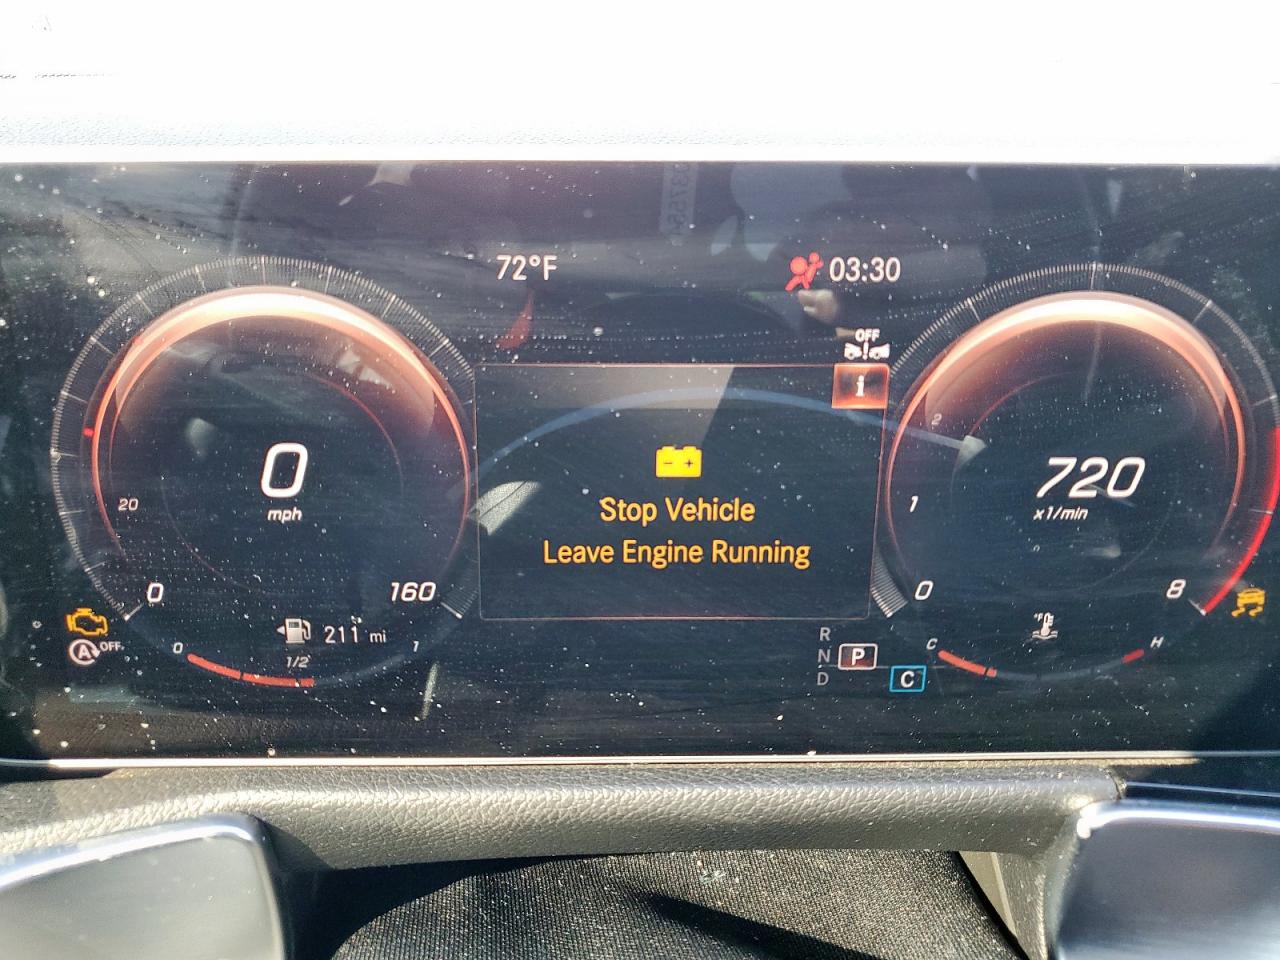 72°F
03:30
OFF
i
2
0
mph
720
x1/min
20
1
Stop Vehicle
Leave Engine Running
0
160
0
8
OFF
A
0
1/2
211 mi
1
R
N
P
D
C
°F
C
H